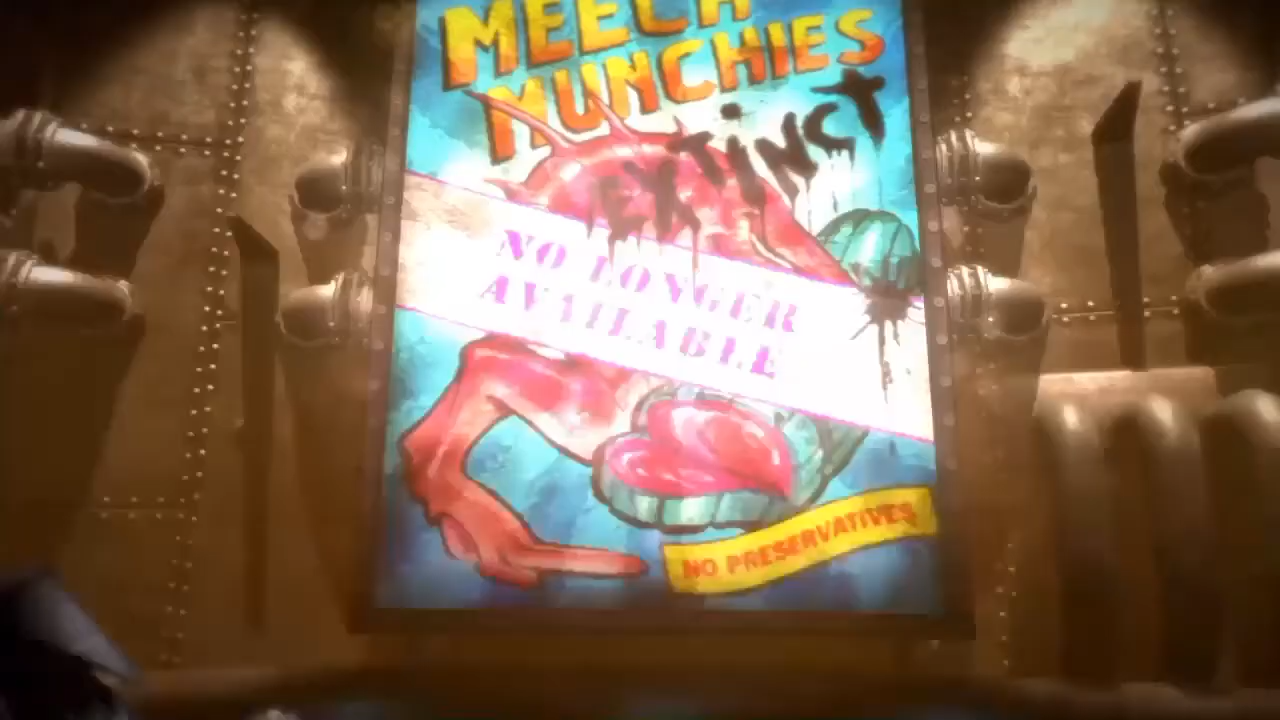 MEECH
MUNCHIES
EXTiNCT
NO LONGER
AVAILABLE
NO PRESERVATIVES